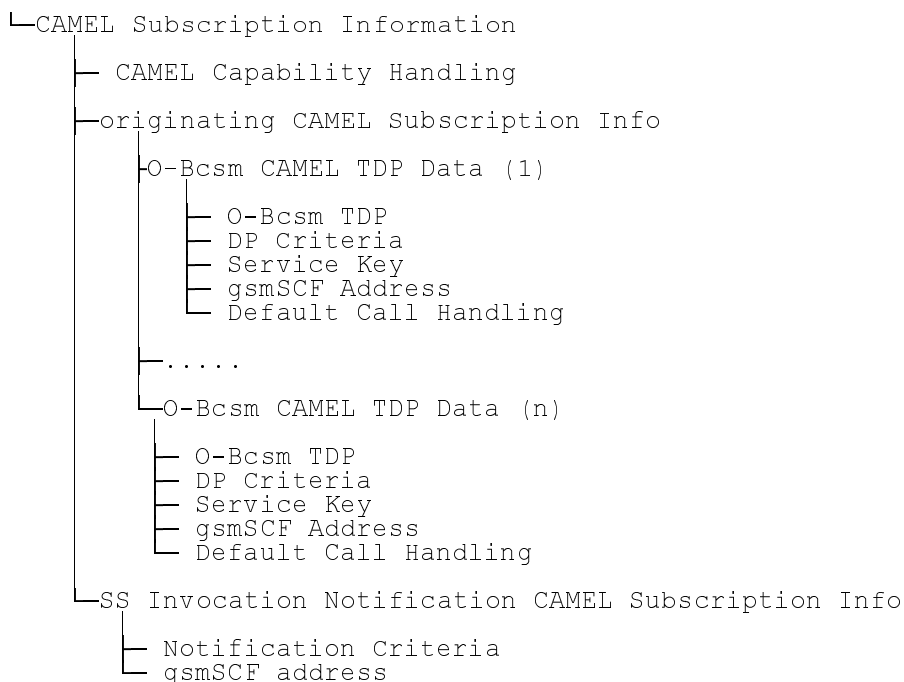 CAMEL Subscription Information
CAMEL Capability Handling
originating CAMEL Subscription Info
O-Bcsm CAMEL TDP Data (1)
O-Bcsm TDP
DP Criteria
Service Key
gsmSCF Address
Default Call Handling
.....
O-Bcsm CAMEL TDP Data (n)
O-Bcsm TDP
DP Criteria
Service Key
gsmSCF Address
Default Call Handling
SS Invocation Notification CAMEL Subscription Info
Notification Criteria
gsmSCF address